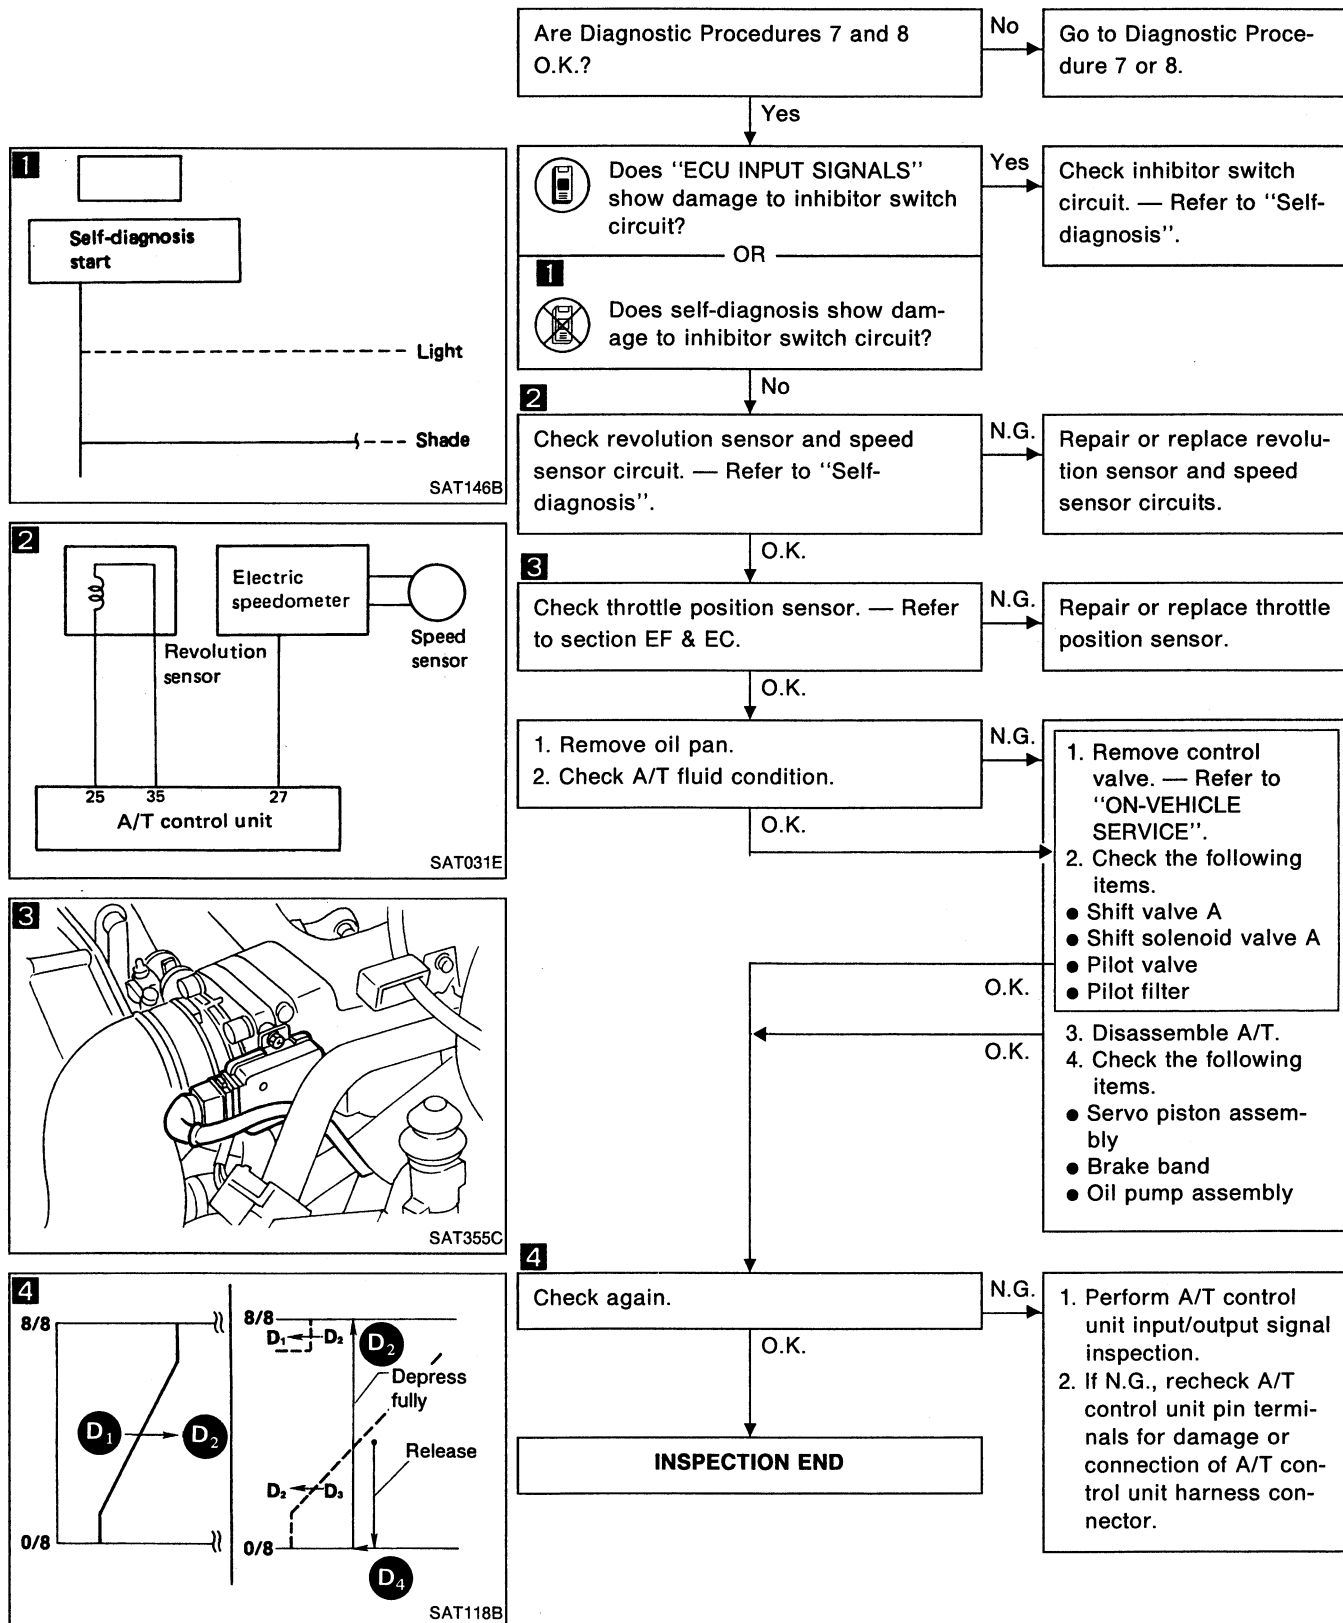 Are Diagnostic Procedures 7 and 8
O.K.?
No
Go to Diagnostic Proce-
dure 7 or 8.
Yes
Does "ECU INPUT SIGNALS"
show damage to inhibitor switch
circuit?
OR
1
Does self-diagnosis show dam-
age to inhibitor switch circuit?
Yes
Check inhibitor switch
circuit. — Refer to "Self-
diagnosis".
No
2
Check revolution sensor and speed
sensor circuit. — Refer to "Self-
diagnosis".
N.G.
Repair or replace revolu-
tion sensor and speed
sensor circuits.
O.K.
3
Check throttle position sensor. — Refer
to section EF & EC.
N.G.
Repair or replace throttle
position sensor.
O.K.
1. Remove oil pan.
2. Check A/T fluid condition.
N.G.
O.K.
1. Remove control
valve. — Refer to
"ON-VEHICLE
SERVICE".
2. Check the following
items.
● Shift valve A
● Shift solenoid valve A
● Pilot valve
● Pilot filter
O.K.
3. Disassemble A/T.
4. Check the following
items.
● Servo piston assem-
bly
● Brake band
● Oil pump assembly
O.K.
4
Check again.
N.G.
1. Perform A/T control
unit input/output signal
inspection.
2. If N.G., recheck A/T
control unit pin termi-
nals for damage or
connection of A/T con-
trol unit harness con-
nector.
O.K.
INSPECTION END
1
Self-diagnosis
start
Light
Shade
SAT146B
2
Electric
speedometer
Revolution
sensor
Speed
sensor
25 35 27
A/T control unit
SAT031E
3
SAT355C
4
8/8
D1 D2
0/8
8/8
D1 D2
D2
Depress
fully
Release
D2 D3
0/8
D4
SAT118B